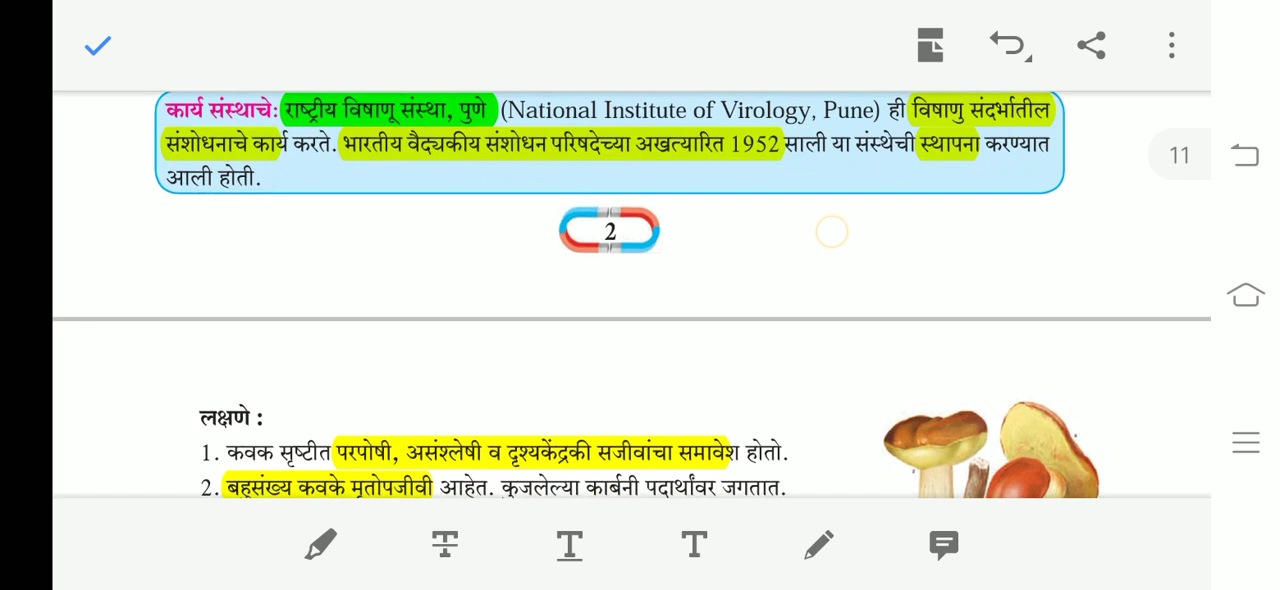 कार्य संस्थाचे: राष्ट्रीय विषाणू संस्था, पुणे (National Institute of Virology, Pune) ही विषाणु संदर्भातील
संशोधनाचे कार्य करते. भारतीय वैद्यकीय संशोधन परिषदेच्या अखत्यारित 1952 साली या संस्थेची स्थापना करण्यात
आली होती.
11
2
लक्षणे :
1. कवक सृष्टीत परपोषी, असंश्लेषी व दृश्यकेंद्रकी सजीवांचा समावेश होतो.
2. बहुसंख्य कवके मृतोपजीवी आहेत. कुजलेल्या कार्बनी पदार्थांवर जगतात.